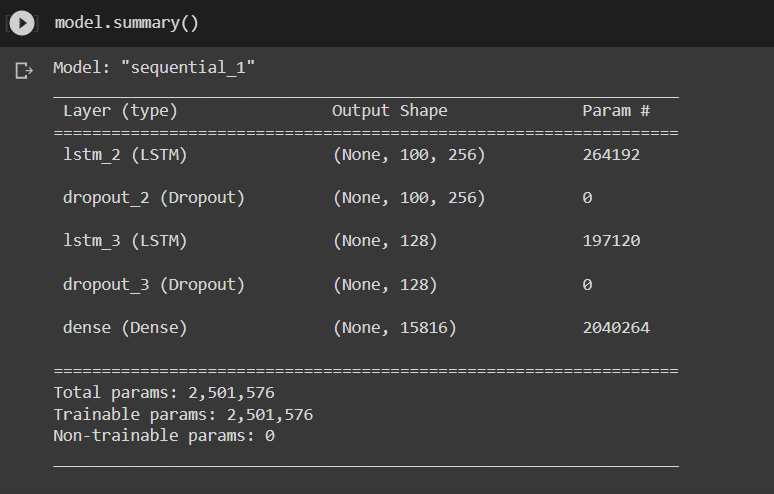 model.summary()
Model: "sequential_1"
_________________________________________________________________
Layer (type) Output Shape Param #
=================================================================
lstm_2 (LSTM) (None, 100, 256) 264192
dropout_2 (Dropout) (None, 100, 256) 0
lstm_3 (LSTM) (None, 128) 197120
dropout_3 (Dropout) (None, 128) 0
dense (Dense) (None, 15816) 2040264
=================================================================
Total params: 2,501,576
Trainable params: 2,501,576
Non-trainable params: 0
_________________________________________________________________